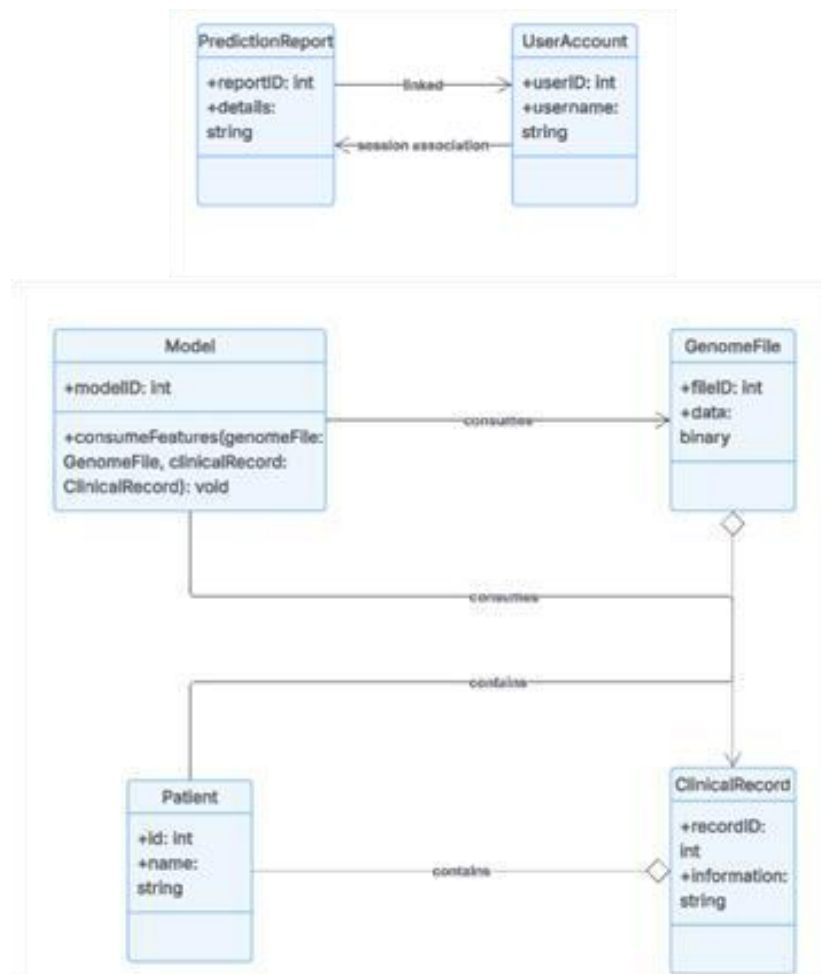 PredictionReport
+reportID: int
+details:
string
linked
session association
UserAccount
+userID: int
+username:
string
Model
+modelID: int
+consumeFeatures(genomeFile:
GenomeFile, clinicalRecord:
ClinicalRecord): void
consumes
GenomeFile
+fileID: int
+data:
binary
consumes
contains
Patient
+id: int
+name:
string
contains
ClinicalRecord
+recordID:
int
+information:
string